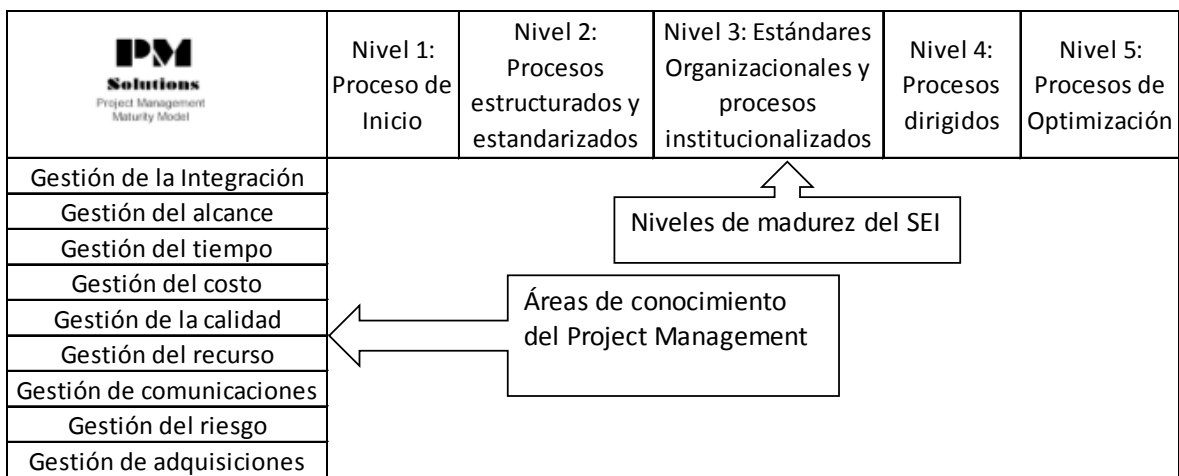 PM
Solutions
Project Management
Maturity Model
Nivel 1:
Proceso de
Inicio
Nivel 2:
Procesos
estructurados y
estandarizados
Nivel 3: Estándares
Organizacionales y
procesos
institucionalizados
Nivel 4:
Procesos
dirigidos
Nivel 5:
Procesos de
Optimización
Gestión de la Integración
Gestión del alcance
Gestión del tiempo
Gestión del costo
Gestión de la calidad
Gestión del recurso
Gestión de comunicaciones
Gestión del riesgo
Gestión de adquisiciones
Niveles de madurez del SEI
Áreas de conocimiento
del Project Management